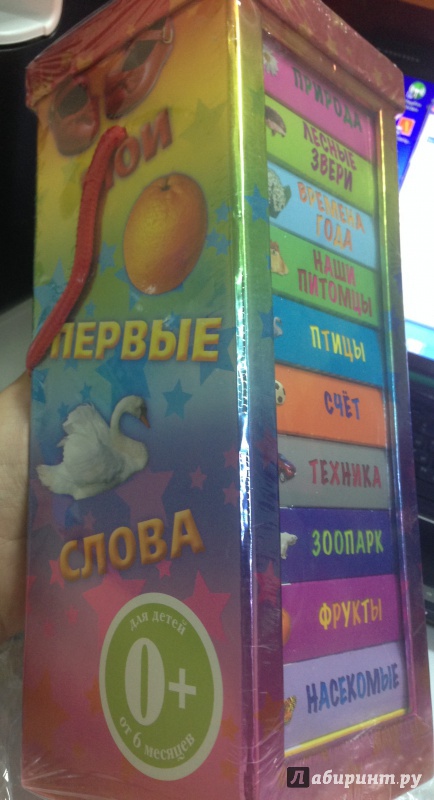 МОИ
ПЕРВЫЕ
СЛОВА
для детей
0+
от 6 месяцев
ПРИРОДА
ЛЕСНЫЕ
ЗВЕРИ
ВРЕМЕНА
ГОДА
НАШИ
ПИТОМЦЫ
ПТИЦЫ
СЧЁТ
ТЕХНИКА
ЗООПАРК
ФРУКТЫ
НАСЕКОМЫЕ
Лабиринт.ру